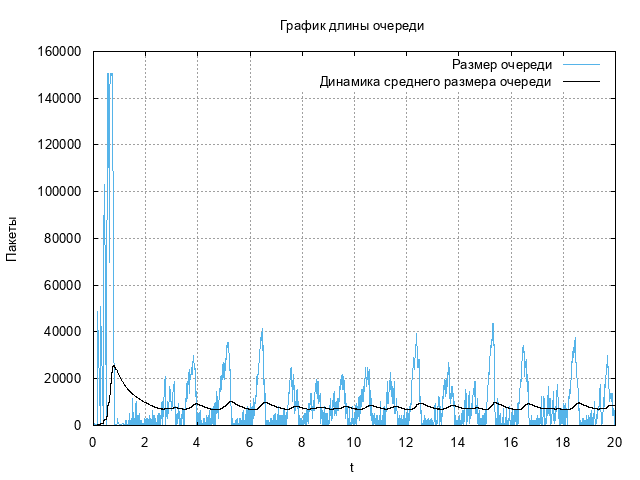 График длины очереди
160000
140000
120000
100000
80000
60000
40000
20000
0
Пакеты
Размер очереди
Динамика среднего размера очереди
0 2 4 6 8 10 12 14 16 18 20
t